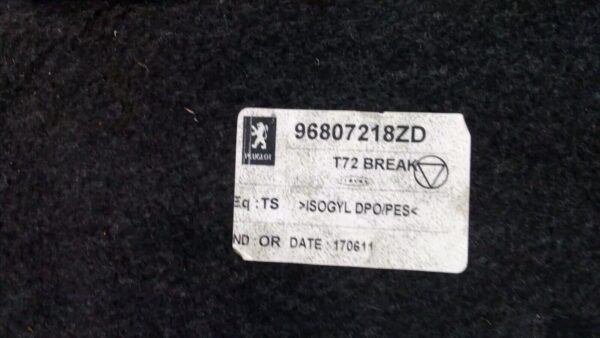 PEUGEOT
96807218ZD
T72 BREAK
Eq : TS >ISOGYL DPO/PES<
ND : OR DATE : 170611